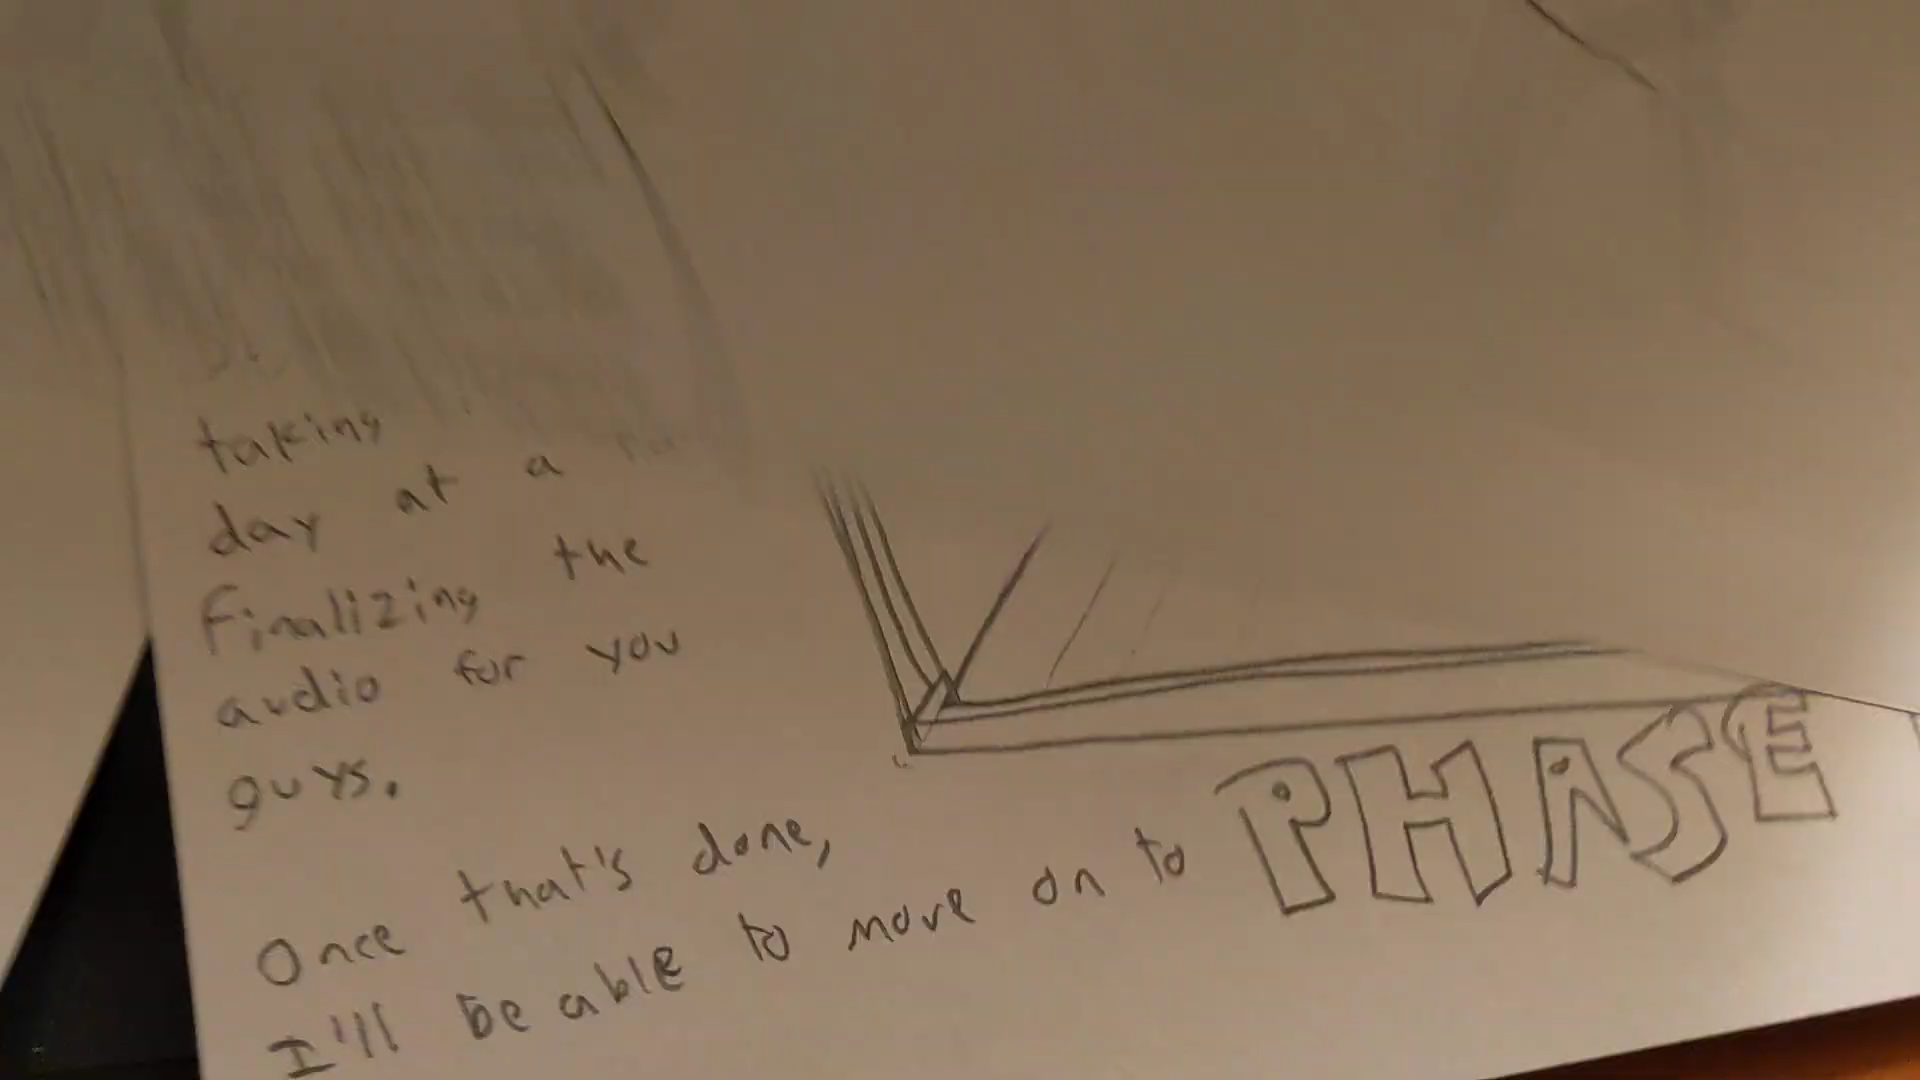 taking
day at a
finalizing the
audio for you
guys.
Once that's done,
I'll be able to move on to PHASE